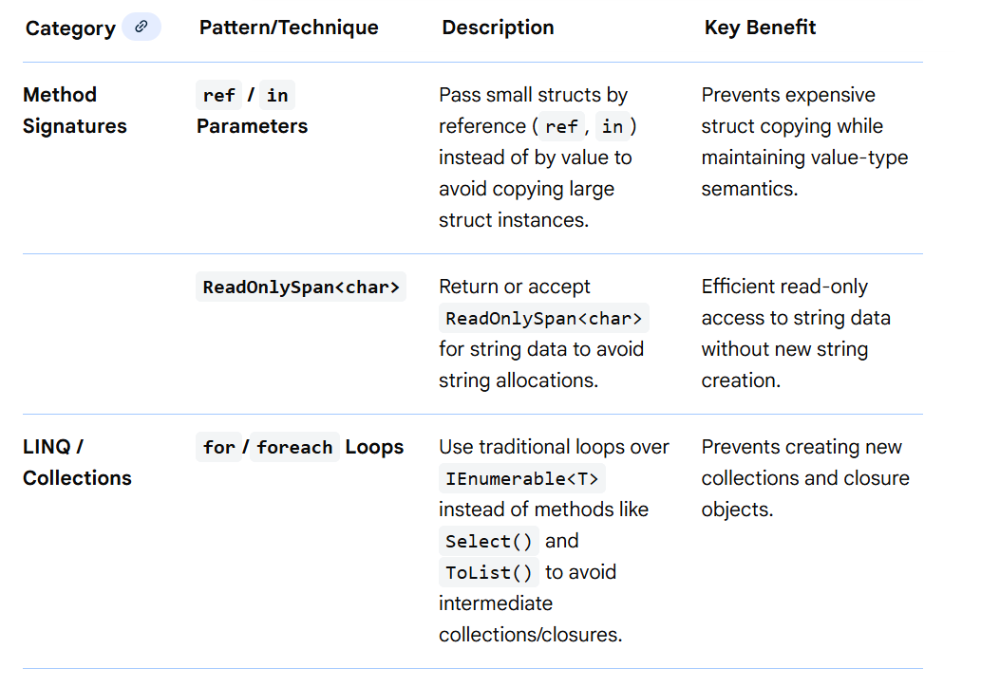 Category Pattern/Technique Description Key Benefit
Method Signatures
ref / in Parameters
Pass small structs by
reference ( ref, in )
instead of by value to
avoid copying large
struct instances.
Prevents expensive
struct copying while
maintaining value-type
semantics.
ReadOnlySpan<char>
Return or accept
ReadOnlySpan<char>
for string data to avoid
string allocations.
Efficient read-only
access to string data
without new string
creation.
LINQ /
Collections
for / foreach Loops
Use traditional loops over
IEnumerable<T>
instead of methods like
Select() and
ToList() to avoid
intermediate
collections/closures.
Prevents creating new
collections and closure
objects.